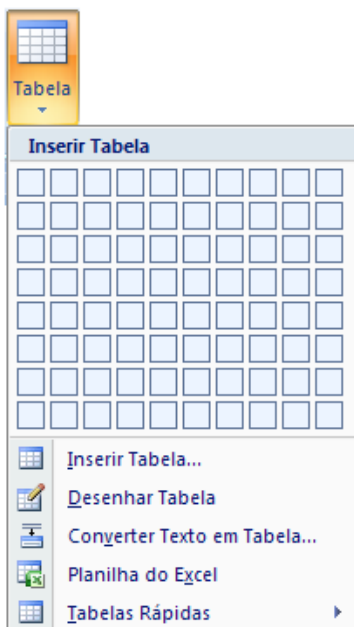 Tabela
Inserir Tabela
Inserir Tabela...
Desenhar Tabela
Converter Texto em Tabela...
Planilha do Excel
Tabelas Rápidas